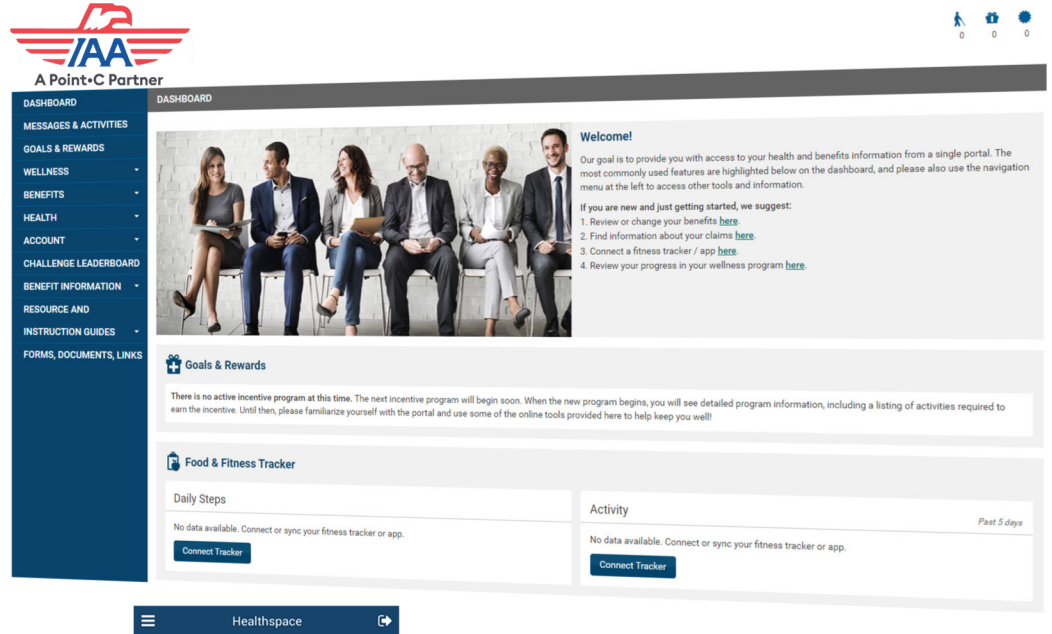 IAA
A Point•C Partner
0 0 0
DASHBOARD
MESSAGES & ACTIVITIES
GOALS & REWARDS
WELLNESS
BENEFITS
HEALTH
ACCOUNT
CHALLENGE LEADERBOARD
BENEFIT INFORMATION
RESOURCE AND
INSTRUCTION GUIDES
FORMS, DOCUMENTS, LINKS
DASHBOARD
Welcome!
Our goal is to provide you with access to your health and benefits information from a single portal. The
most commonly used features are highlighted below on the dashboard, and please also use the navigation
menu at the left to access other tools and information.
If you are new and just getting started, we suggest:
1. Review or change your benefits here.
2. Find information about your claims here.
3. Connect a fitness tracker / app here.
4. Review your progress in your wellness program here.
Goals & Rewards
There is no active incentive program at this time. The next incentive program will begin soon. When the new program begins, you will see detailed program information, including a listing of activities required to
earn the incentive. Until then, please familiarize yourself with the portal and use some of the online tools provided here to help keep you well!
Food & Fitness Tracker
Daily Steps
No data available. Connect or sync your fitness tracker or app.
Connect Tracker
Activity
Past 5 days
No data available. Connect or sync your fitness tracker or app.
Connect Tracker
Healthspace